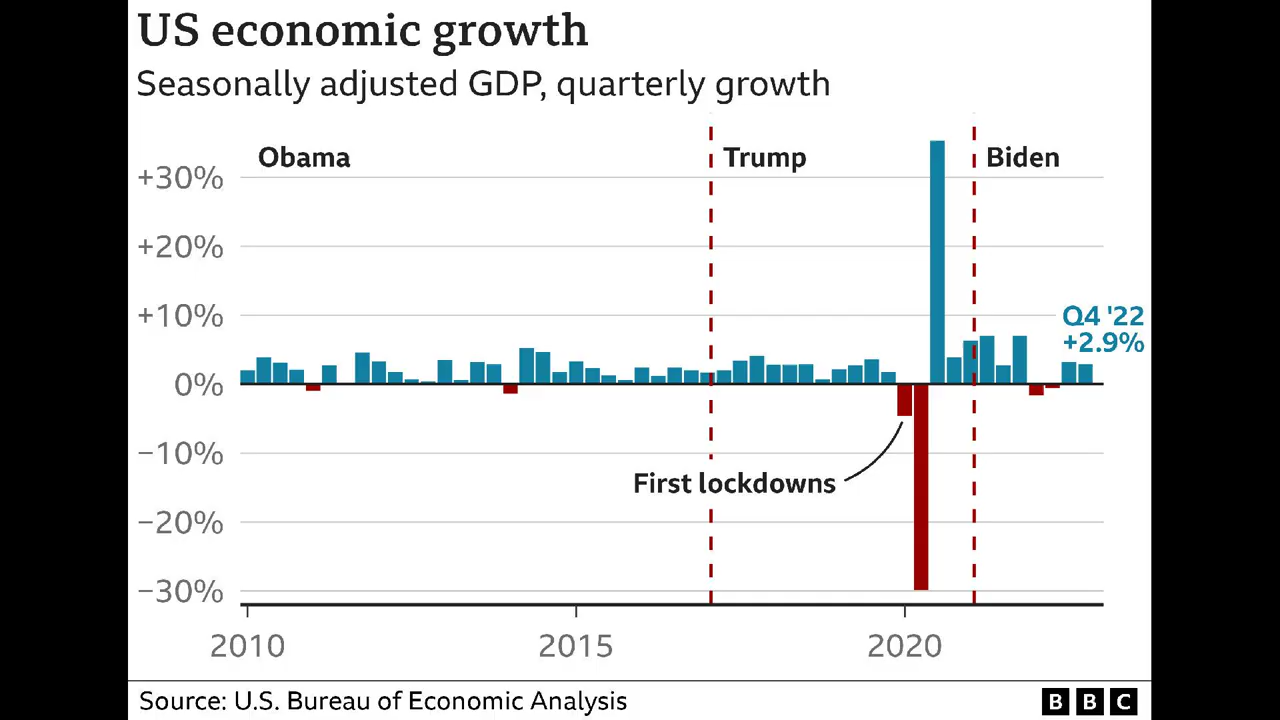 US economic growth
Seasonally adjusted GDP, quarterly growth
Obama
Trump
Biden
+30%
+20%
+10%
0%
−10%
−20%
−30%
Q4 '22
+2.9%
First lockdowns
2010
2015
2020
Source: U.S. Bureau of Economic Analysis
BBC